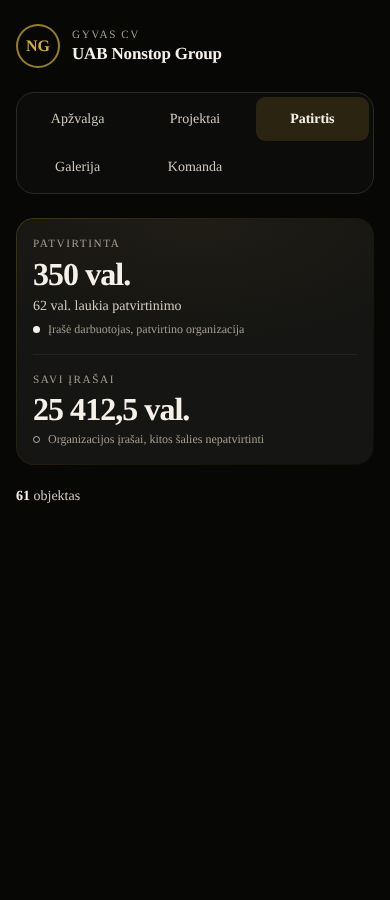 NG
GYVAS CV
UAB Nonstop Group
Apžvalga
Projektai
Patirtis
Galerija
Komanda
PATVIRTINTA
350 val.
62 val. laukia patvirtinimo
Įrašė darbuotojas, patvirtino organizacija
SAVI ĮRAŠAI
25 412,5 val.
Organizacijos įrašai, kitos šalies nepatvirtinti
61 objektas